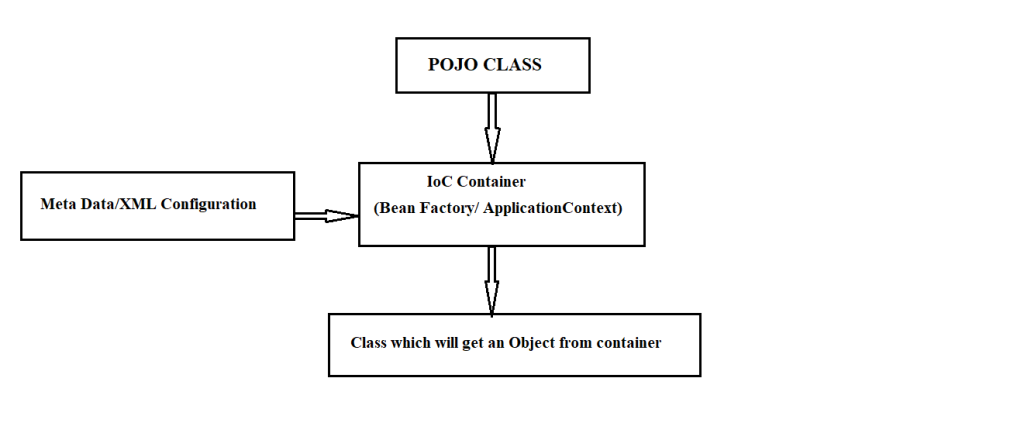 POJO CLASS
IoC Container
(Bean Factory/ ApplicationContext)
Meta Data/XML Configuration
Class which will get an Object from container